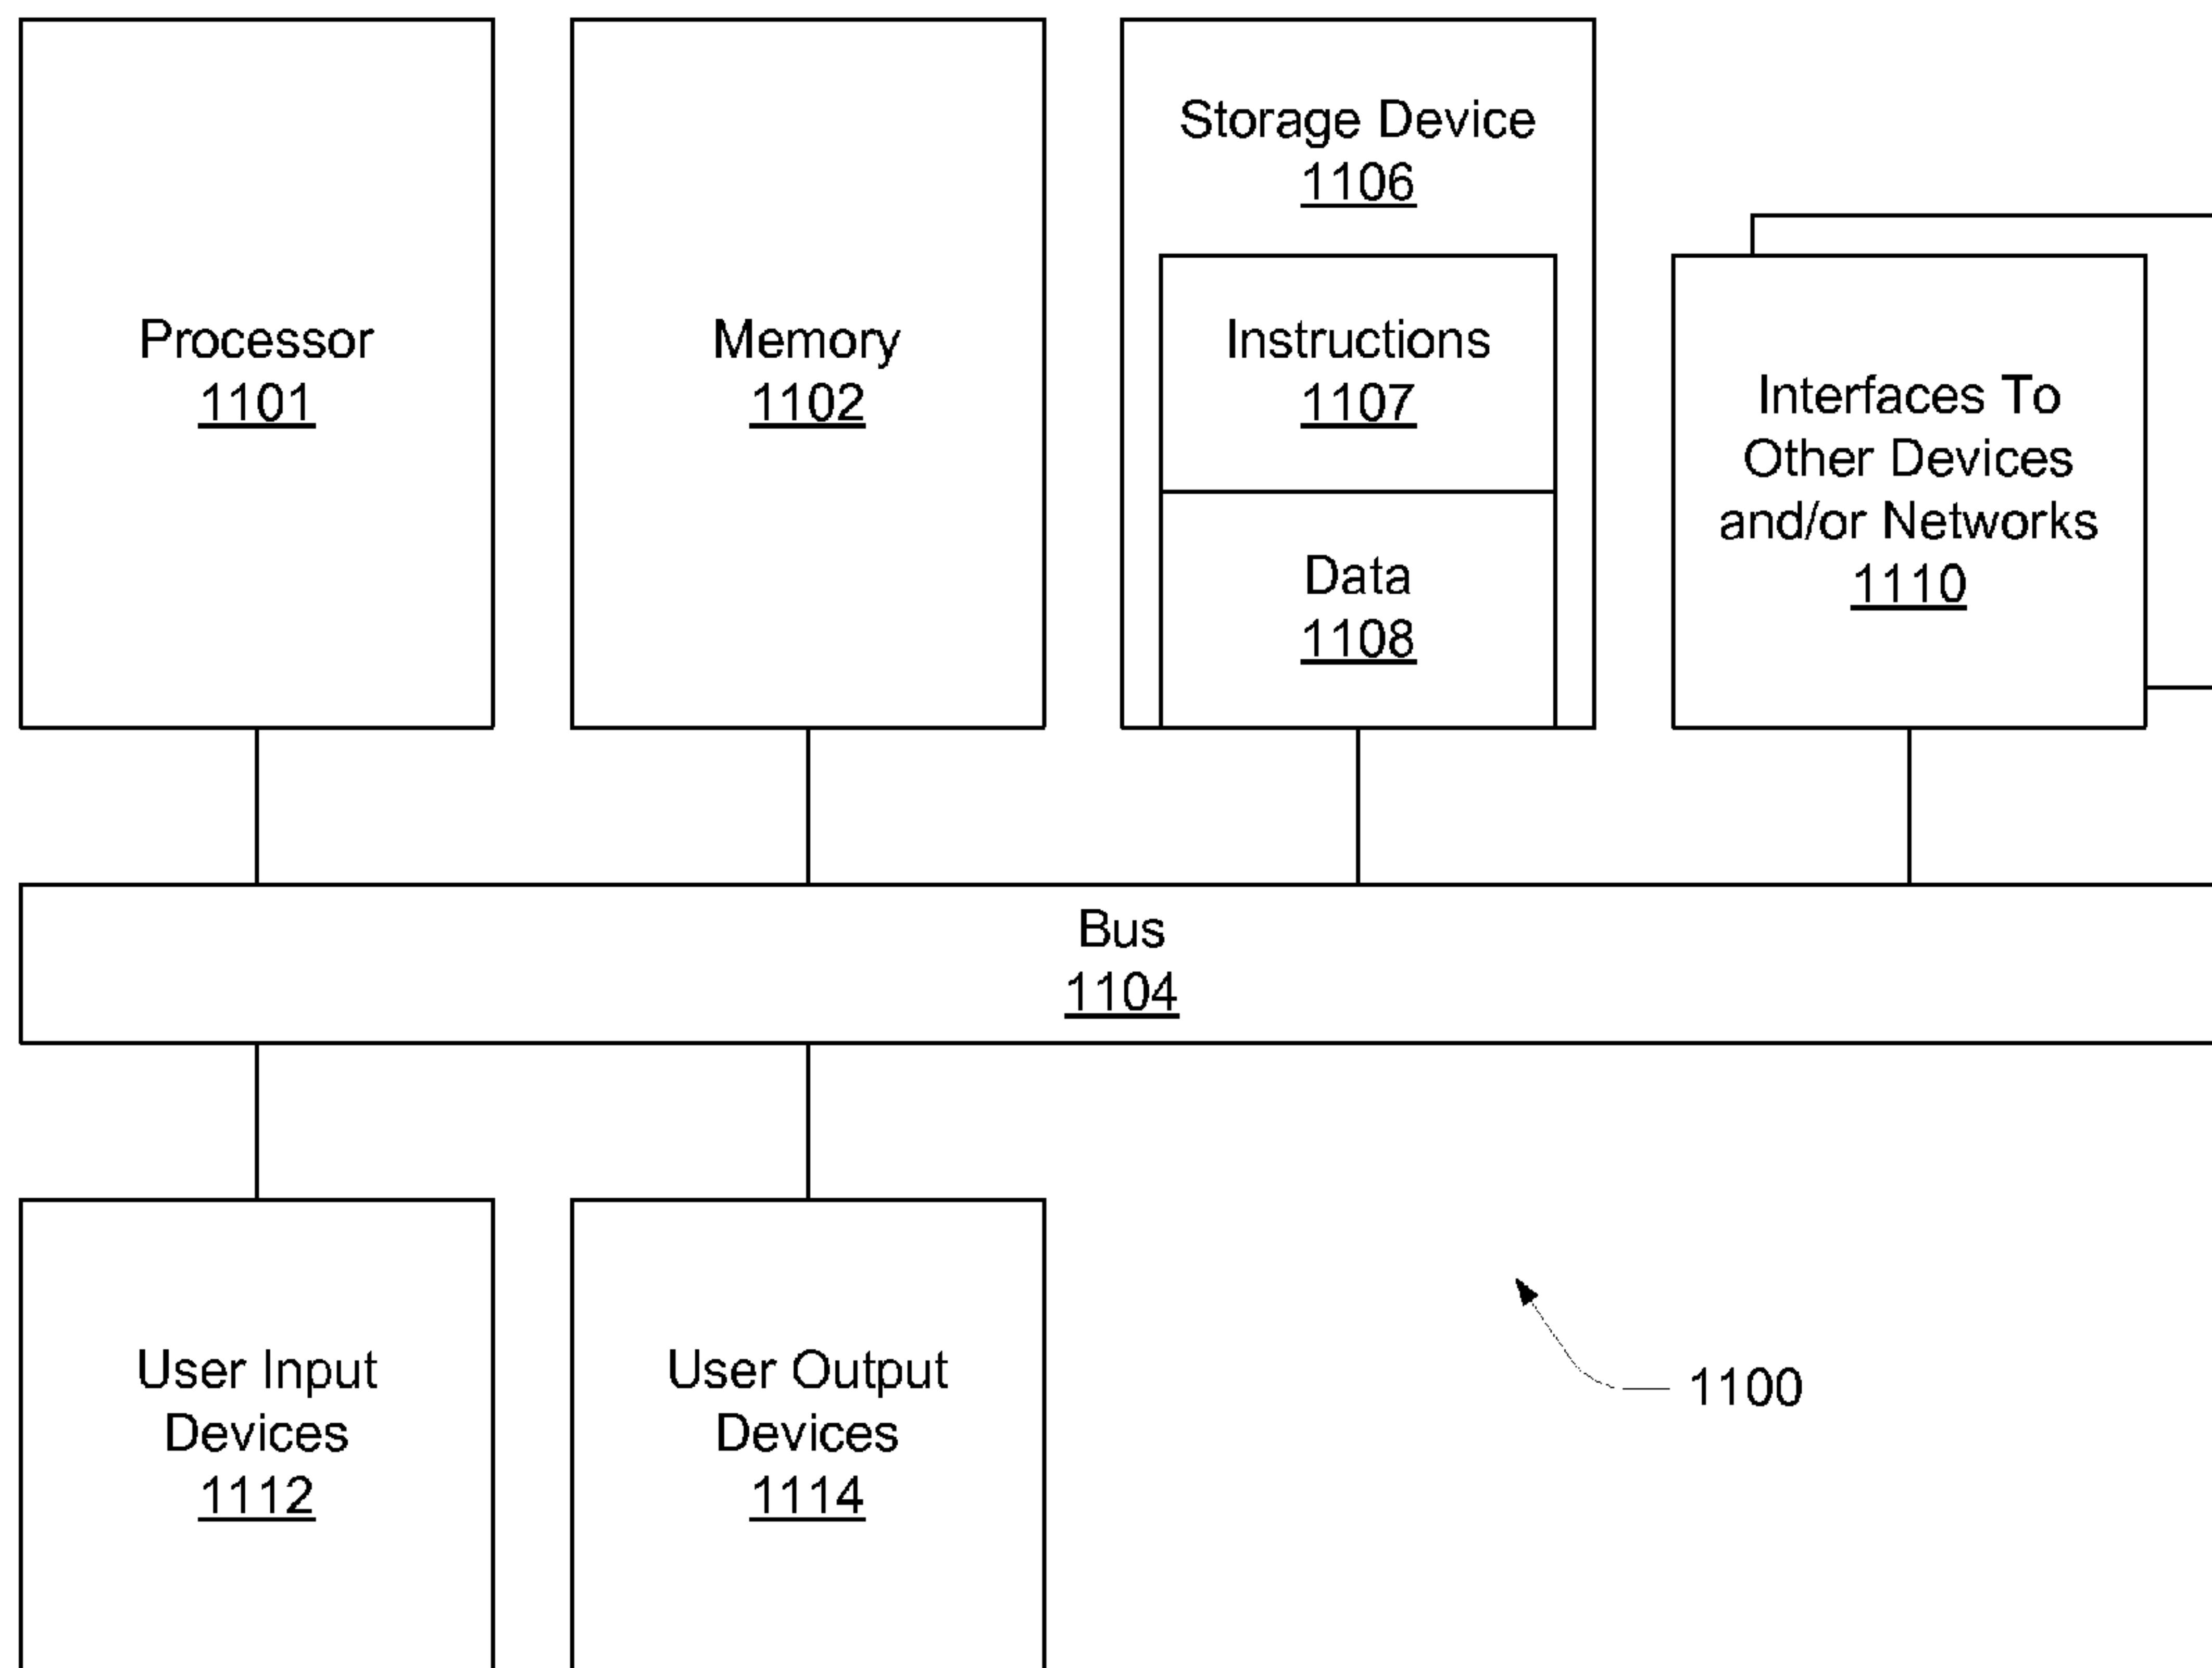 Processor
1101
Memory
1102
Storage Device
1106
Instructions
1107
Data
1108
Interfaces To
Other Devices
and/or Networks
1110
Bus
1104
User Input
Devices
1112
User Output
Devices
1114
1100